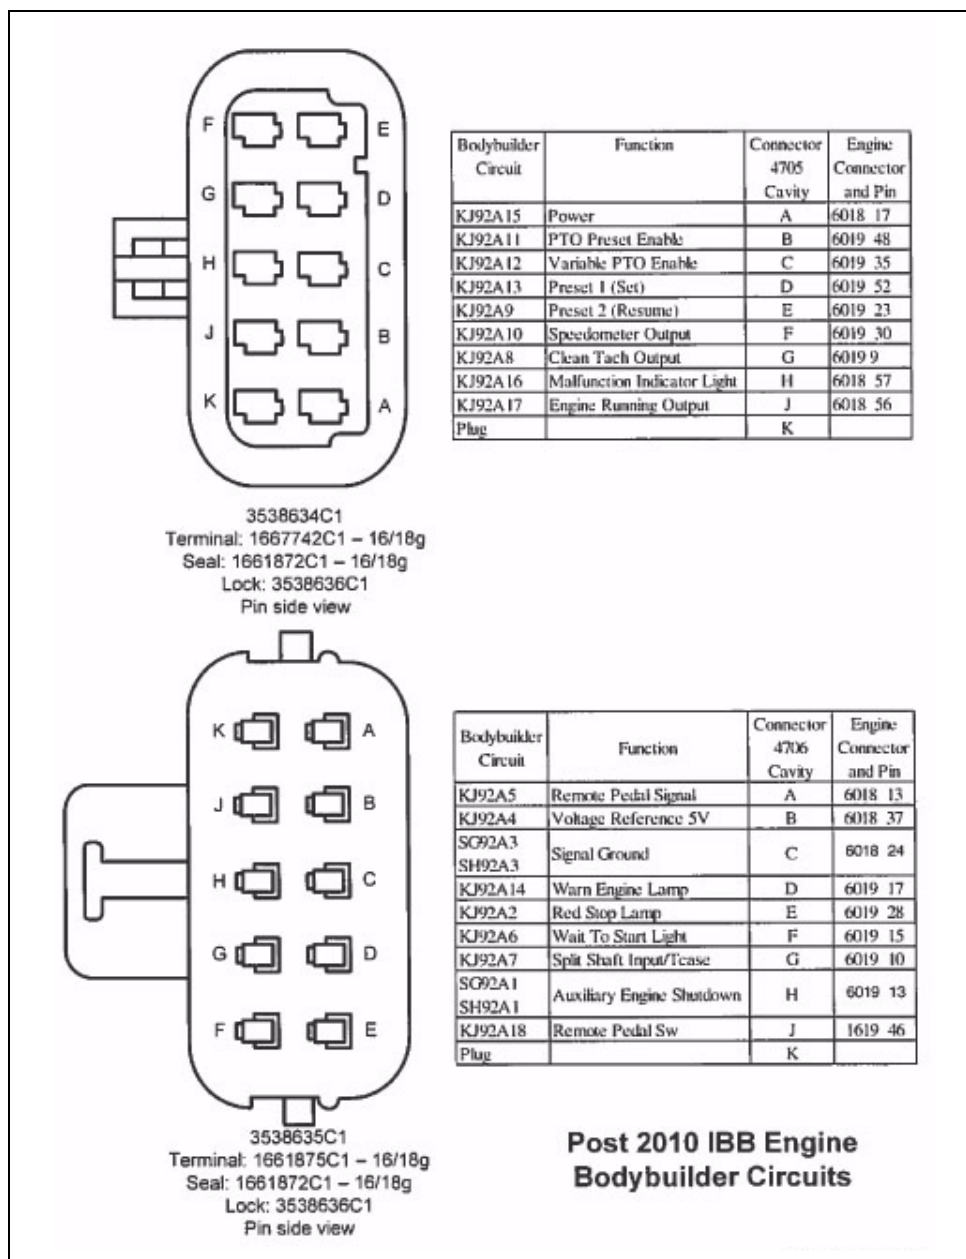 F E
G D
H C
J B
K A
3538634C1
Terminal: 1667742C1 – 16/18g
Seal: 1661872C1 – 16/18g
Lock: 3538636C1
Pin side view
Bodybuilder Circuit Function Connector 4705 Cavity Engine Connector and Pin
KJ92A15 Power A 6018 17
KJ92A11 PTO Preset Enable B 6019 48
KJ92A12 Variable PTO Enable C 6019 35
KJ92A13 Preset 1 (Set) D 6019 52
KJ92A9 Preset 2 (Resume) E 6019 23
KJ92A10 Speedometer Output F 6019 30
KJ92A8 Clean Tach Output G 6019 9
KJ92A16 Malfunction Indicator Light H 6018 57
KJ92A17 Engine Running Output J 6018 56
Plug K
K A
J B
H C
G D
F E
3538635C1
Terminal: 1661875C1 – 16/18g
Seal: 1661872C1 – 16/18g
Lock: 3538636C1
Pin side view
Bodybuilder Circuit Function Connector 4706 Cavity Engine Connector and Pin
KJ92A5 Remote Pedal Signal A 6018 13
KJ92A4 Voltage Reference 5V B 6018 37
SG92A3 SH92A3 Signal Ground C 6018 24
KJ92A14 Warn Engine Lamp D 6019 17
KJ92A2 Red Stop Lamp E 6019 28
KJ92A6 Wait To Start Light F 6019 15
KJ92A7 Split Shaft Input/Tcase G 6019 10
SG92A1 SH92A1 Auxiliary Engine Shutdown H 6019 13
KJ92A18 Remote Pedal Sw J 1619 46
Plug K
Post 2010 IBB Engine
Bodybuilder Circuits